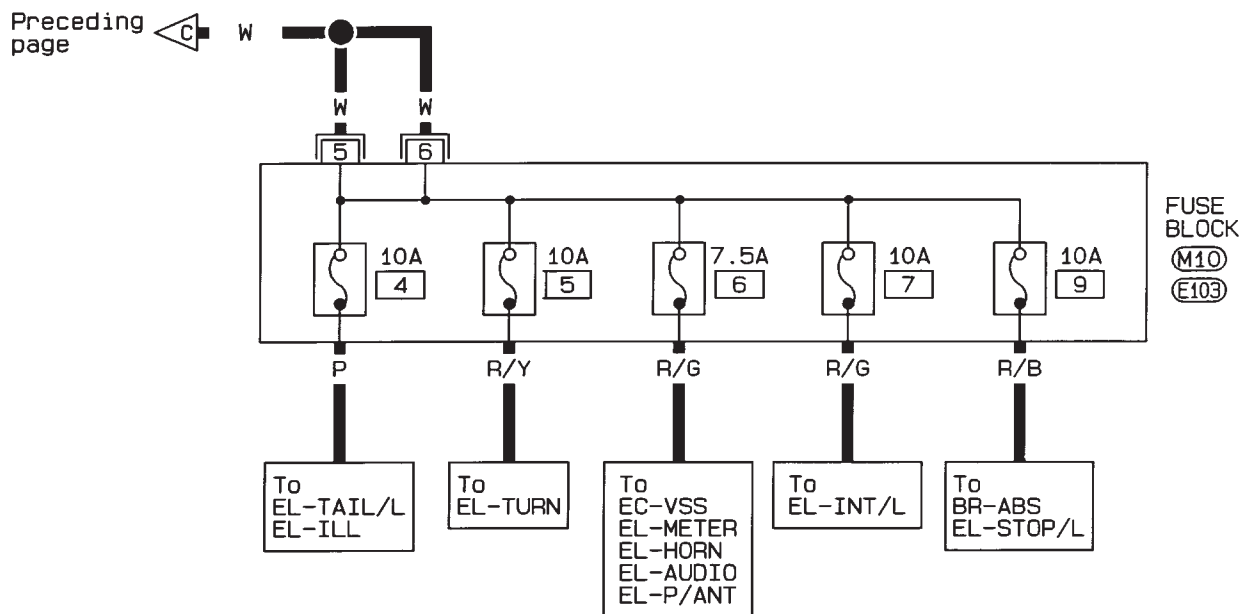 Preceding
page
C W
W W
5 6
FUSE
BLOCK
M10
E103
10A
4
10A
5
7.5A
6
10A
7
10A
9
P R/Y R/G R/G R/B
To
EL-TAIL/L
EL-ILL
To
EL-TURN
To
EC-VSS
EL-METER
EL-HORN
EL-AUDIO
EL-P/ANT
To
EL-INT/L
To
BR-ABS
EL-STOP/L